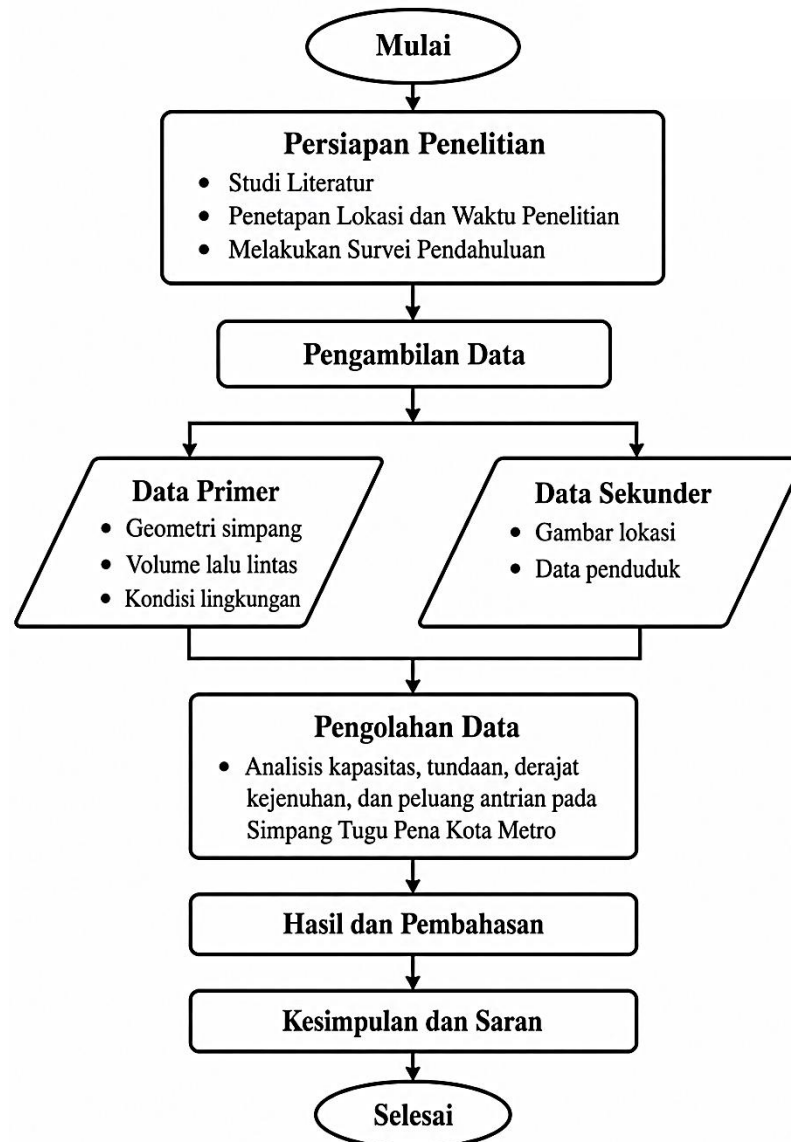 Mulai
Persiapan Penelitian
• Studi Literatur
• Penetapan Lokasi dan Waktu Penelitian
• Melakukan Survei Pendahuluan
Pengambilan Data
Data Primer
• Geometri simpang
• Volume lalu lintas
• Kondisi lingkungan
Data Sekunder
• Gambar lokasi
• Data penduduk
Pengolahan Data
• Analisis kapasitas, tundaan, derajat
kejenuhan, dan peluang antrian pada
Simpang Tugu Pena Kota Metro
Hasil dan Pembahasan
Kesimpulan dan Saran
Selesai